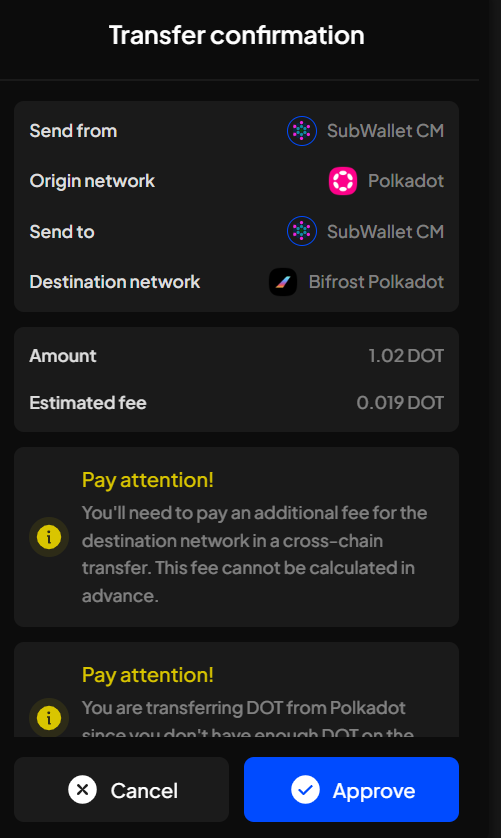 Transfer confirmation
Send from SubWallet CM
Origin network Polkadot
Send to SubWallet CM
Destination network Bifrost Polkadot
Amount 1.02 DOT
Estimated fee 0.019 DOT
Pay attention!
You'll need to pay an additional fee for the
destination network in a cross-chain
transfer. This fee cannot be calculated in
advance.
Pay attention!
You are transferring DOT from Polkadot
since you don't have enough DOT on the
Cancel Approve